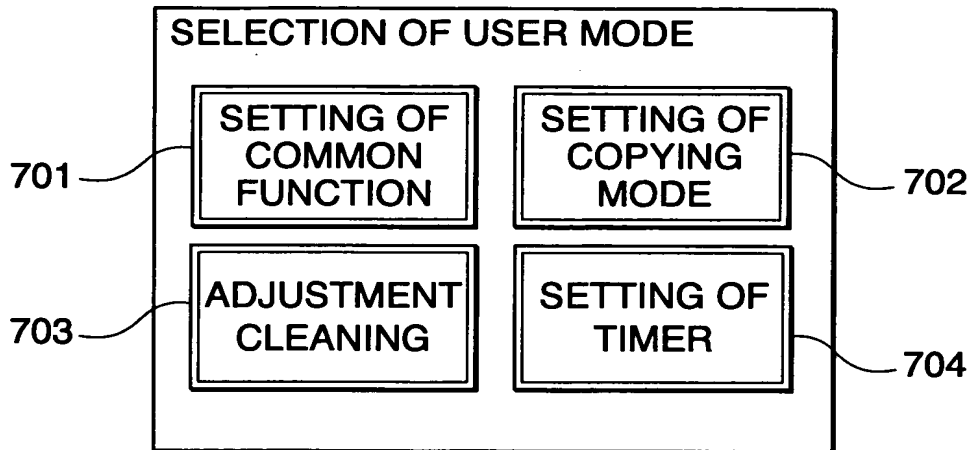 SELECTION OF USER MODE
701
SETTING OF
COMMON
FUNCTION
SETTING OF
COPYING
MODE
702
703
ADJUSTMENT
CLEANING
SETTING OF
TIMER
704